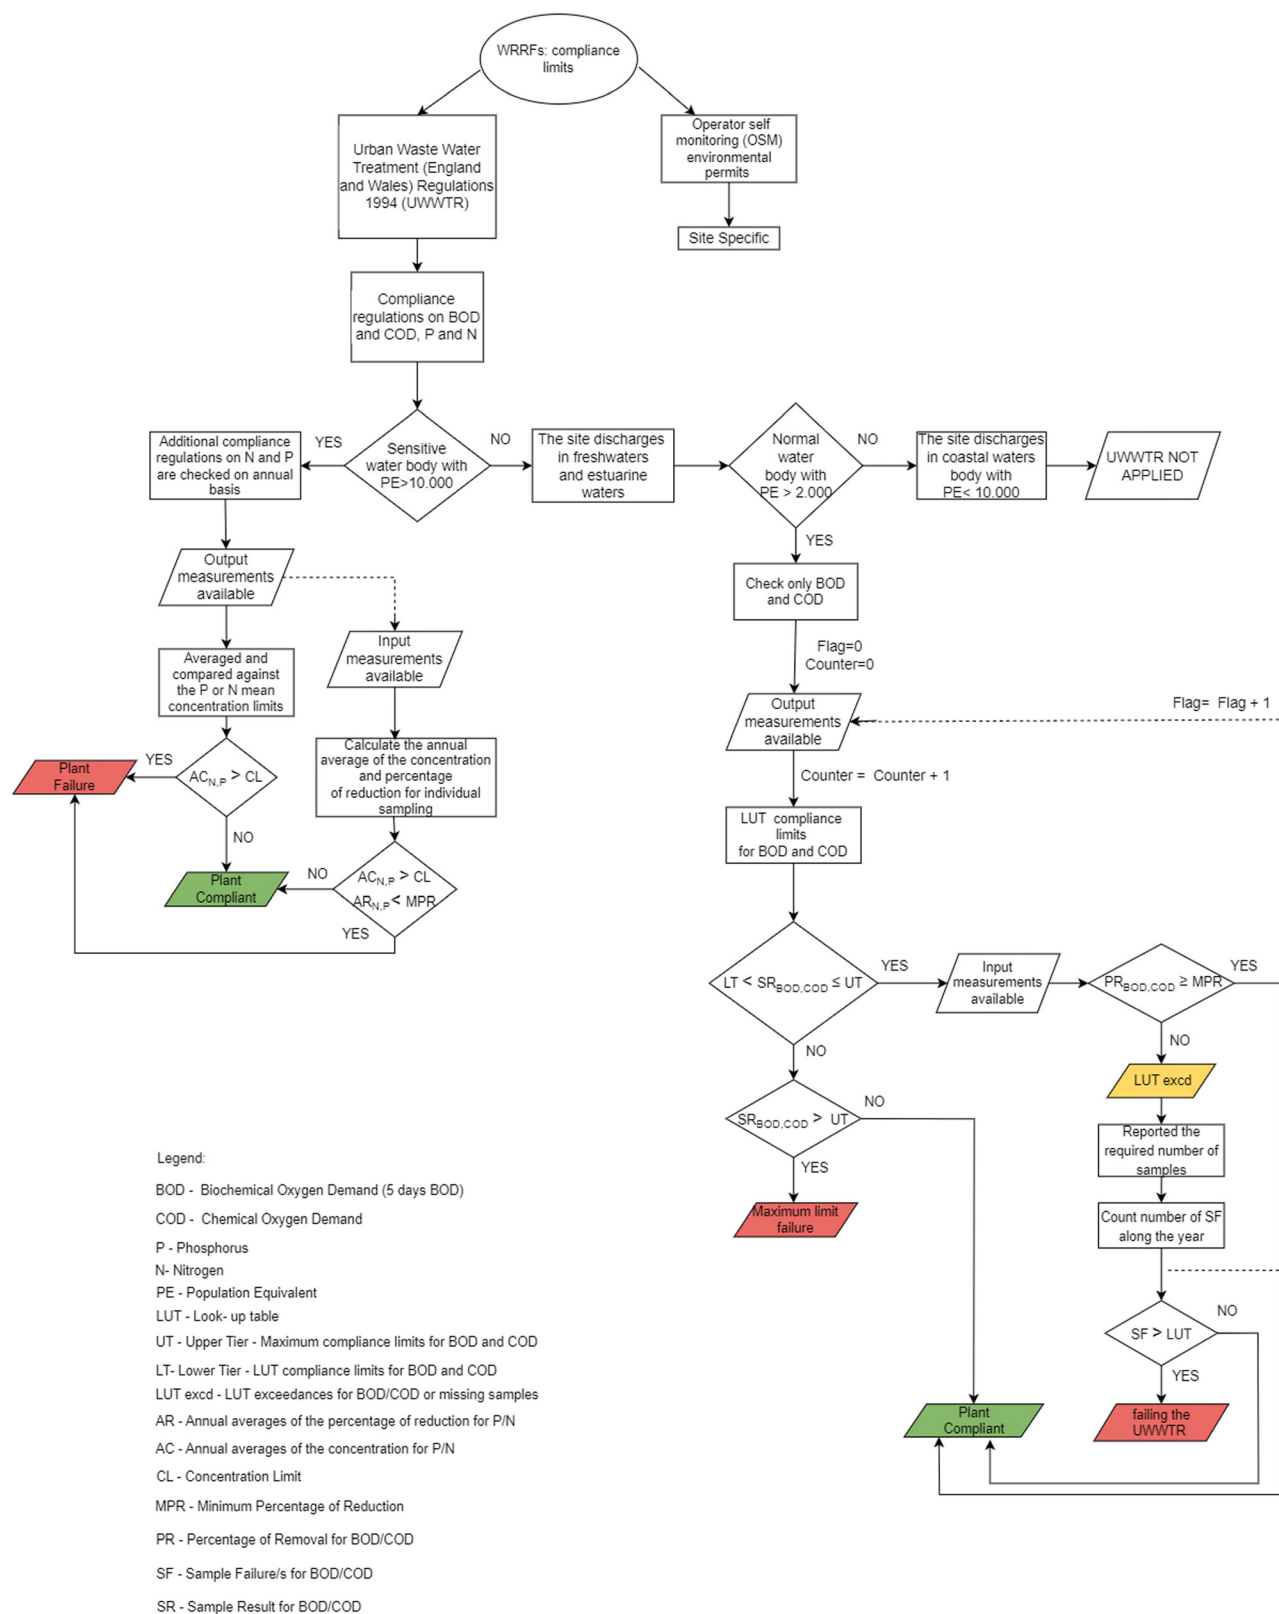 WRRFs: compliance
limits
Urban Waste Water
Treatment (England
and Wales) Regulations
1994 (UWWTR)
Operator self
monitoring (OSM)
environmental
permits
Site Specific
Compliance
regulations on BOD
and COD, P and N
Sensitive
water body with
PE>10.000
YES
NO
Additional compliance
regulations on N and P
are checked on annual
basis
The site discharges
in freshwaters
and estuarine
waters
Normal
water
body with
PE > 2.000
NO
YES
The site discharges
in coastal waters
body with
PE< 10.000
UWWTR NOT
APPLIED
Output
measurements
available
Input
measurements
available
Averaged and
compared against
the P or N mean
concentration limits
Calculate the annual
average of the concentration
and percentage
of reduction for individual
sampling
AC N,P > CL
YES
NO
Plant
Failure
Plant
Compliant
AC N,P > CL
AR N,P < MPR
NO
YES
Check only BOD
and COD
Flag=0
Counter=0
Output
measurements
available
Flag= Flag + 1
Counter = Counter + 1
LUT compliance
limits
for BOD and COD
LT < SR BOD,COD ≤ UT
YES
NO
Input
measurements
available
PR BOD,COD ≥ MPR
YES
NO
LUT excd
Reported the
required number of
samples
Count number of SF
along the year
SF > LUT
NO
YES
failing the
UWWTR
SR BOD,COD > UT
NO
YES
Maximum limit
failure
Plant
Compliant
Legend:
BOD - Biochemical Oxygen Demand (5 days BOD)
COD - Chemical Oxygen Demand
P - Phosphorus
N- Nitrogen
PE - Population Equivalent
LUT - Look- up table
UT - Upper Tier - Maximum compliance limits for BOD and COD
LT- Lower Tier - LUT compliance limits for BOD and COD
LUT excd - LUT exceedances for BOD/COD or missing samples
AR - Annual averages of the percentage of reduction for P/N
AC - Annual averages of the concentration for P/N
CL - Concentration Limit
MPR - Minimum Percentage of Reduction
PR - Percentage of Removal for BOD/COD
SF - Sample Failure/s for BOD/COD
SR - Sample Result for BOD/COD